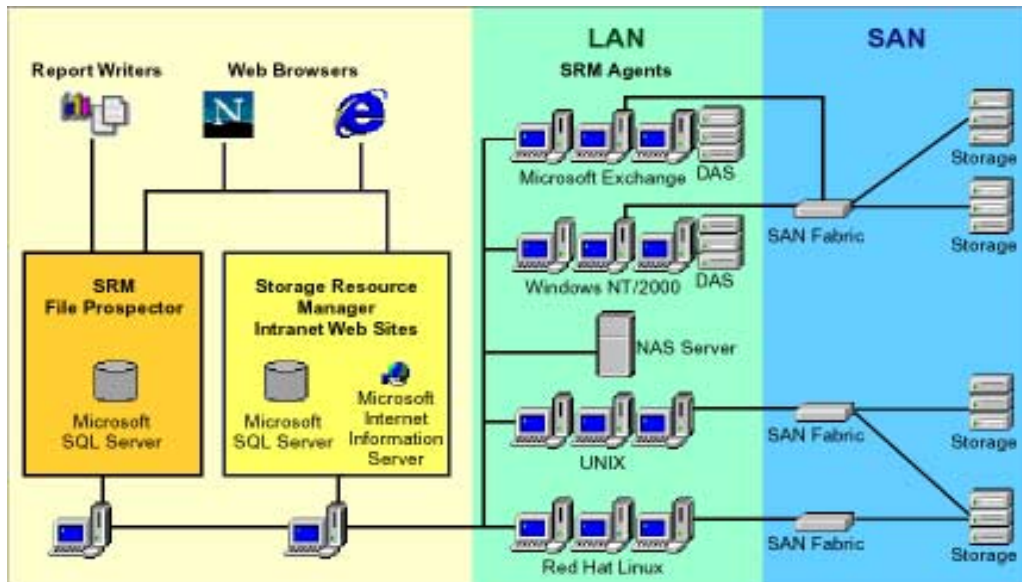 LAN
SAN
Report Writers
Web Browsers
SRM Agents
N
e
Microsoft Exchange
DAS
Storage
SAN Fabric
Storage
Windows NT/2000
DAS
SRM
File Prospector
Storage Resource
Manager
Intranet Web Sites
NAS Server
Microsoft
SQL Server
Microsoft
SQL Server
Microsoft
Internet
Information
Server
UNIX
SAN Fabric
Storage
Red Hat Linux
SAN Fabric
Storage